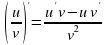 (u/v)' = (u'v − uv')/v²